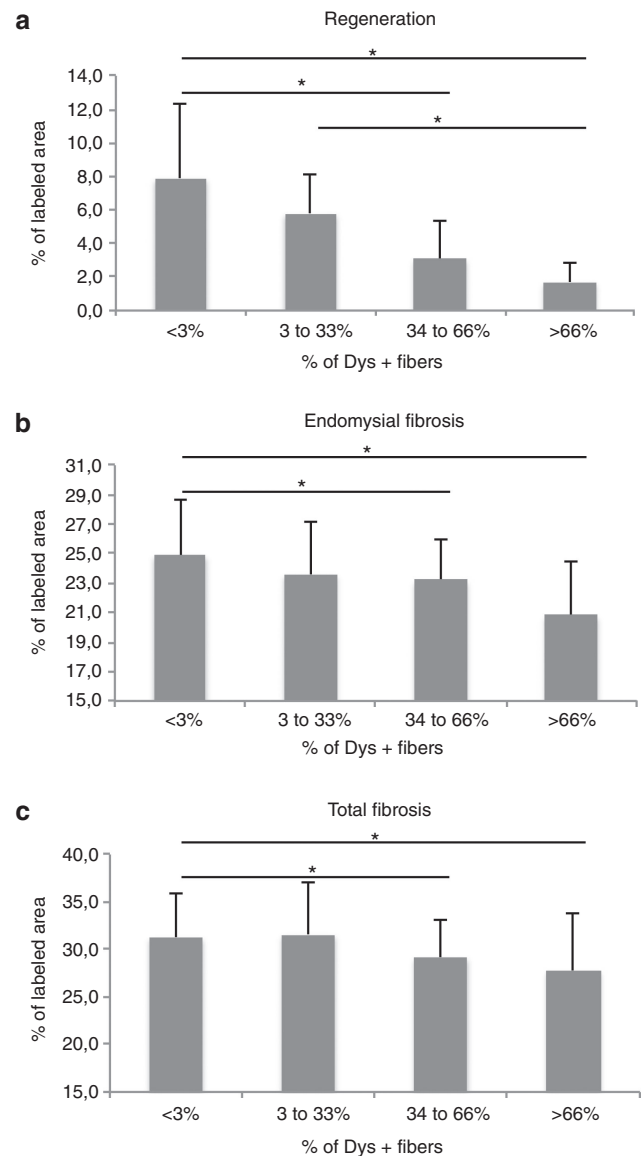 a
Regeneration
*
*
*
% of labeled area
14,0
12,0
10,0
8,0
6,0
4,0
2,0
0,0
<3% 3 to 33% 34 to 66% >66%
% of Dys + fibers
b
Endomysial fibrosis
*
*
% of labeled area
31,0
29,0
27,0
25,0
23,0
21,0
19,0
17,0
15,0
<3% 3 to 33% 34 to 66% >66%
% of Dys + fibers
c
Total fibrosis
*
*
% of labeled area
40,0
35,0
30,0
25,0
20,0
15,0
<3% 3 to 33% 34 to 66% >66%
% of Dys + fibers